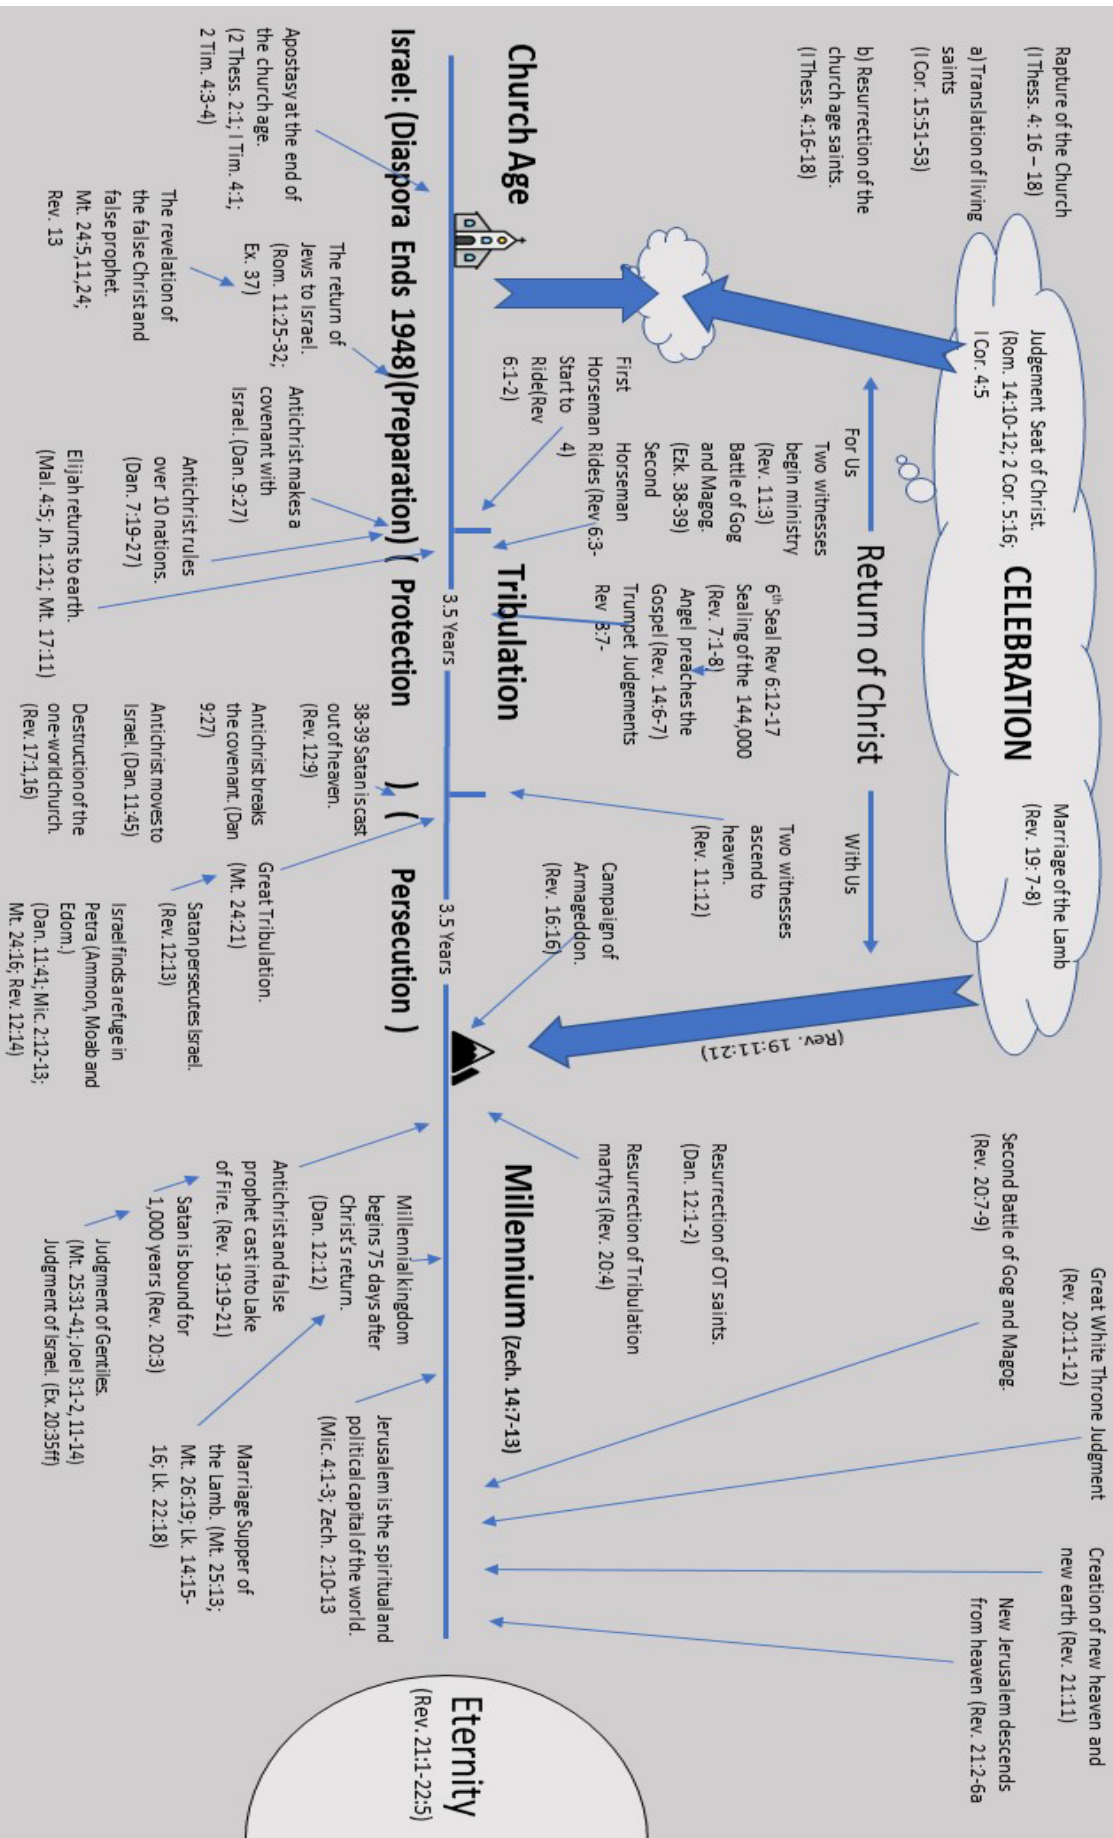 Rapture of the Church
(I Thess. 4: 16 – 18)
a) Translation of living
saints
(I Cor. 15:51-53)
b) Resurrection of the
church age saints.
(I Thess. 4:16-18)
Judgement Seat of Christ.
(Rom. 14:10-12; 2 Cor. 5:16;
I Cor. 4:5
CELEBRATION
Marriage of the Lamb
(Rev. 19: 7-8)
For Us
Return of Christ
With Us
(Rev. 19:11:21)
Great White Throne Judgment
(Rev. 20:11-12)
Creation of new heaven and
new earth (Rev. 21:11)
Second Battle of Gog and Magog.
(Rev. 20:7-9)
New Jerusalem descends
from heaven (Rev. 21:2-6a
First
Horseman
Start to
Ride(Rev
6:1-2)
Two witnesses
begin ministry
(Rev. 11:3)
Battle of Gog
and Magog.
(Ezk. 38-39)
Second
Horseman
Rides (Rev 6:3-
4)
6th Seal Rev 6:12-17
Sealing of the 144,000
(Rev. 7:1-8)
Angel preaches the
Gospel (Rev. 14:6-7)
Trumpet Judgements
Rev 8:7-
Two witnesses
ascend to
heaven.
(Rev. 11:12)
Campaign of
Armageddon.
(Rev. 16:16)
Resurrection of OT saints.
(Dan. 12:1-2)
Resurrection of Tribulation
martyrs (Rev. 20:4)
Church Age
Tribulation
Millennium (Zech. 14:7-13)
3.5 Years
3.5 Years
Eternity
(Rev. 21:1-22:5)
Israel: (Diaspora Ends 1948)(Preparation) ( Protection ) ( Persecution )
Apostasy at the end of
the church age.
(2 Thess. 2:1; I Tim. 4:1;
2 Tim. 4:3-4)
The return of
Jews to Israel.
(Rom. 11:25-32;
Ex. 37)
The revelation of
the false Christ and
false prophet.
Mt. 24:5,11,24;
Rev. 13
Antichrist makes a
covenant with
Israel. (Dan. 9:27)
Antichrist rules
over 10 nations.
(Dan. 7:19-27)
Elijah returns to earth.
(Mal. 4:5; Jn. 1:21; Mt. 17:11)
38-39 Satan is cast
out of heaven.
(Rev. 12:9)
Antichrist breaks
the covenant. (Dan
9:27)
Antichrist moves to
Israel. (Dan. 11:45)
Destruction of the
one-world church.
(Rev. 17:1,16)
Great Tribulation.
(Mt. 24:21)
Satan persecutes Israel.
(Rev. 12:13)
Israel finds a refuge in
Petra (Ammon, Moab and
Edom.)
(Dan. 11:41; Mic. 2:12-13;
Mt. 24:16; Rev. 12:14)
Millennial kingdom
begins 75 days after
Christ's return.
(Dan. 12:12)
Antichrist and false
prophet cast into Lake
of Fire. (Rev. 19:19-21)
Satan is bound for
1,000 years (Rev. 20:3)
Judgment of Gentiles.
(Mt. 25:31-41; Joel 3:1-2, 11-14)
Judgment of Israel. (Ex. 20:35ff)
Jerusalem is the spiritual and
political capital of the world.
(Mic. 4:1-3; Zech. 2:10-13
Marriage Supper of
the Lamb. (Mt. 25:13;
Mt. 26:19; Lk. 14:15-
16; Lk. 22:18)